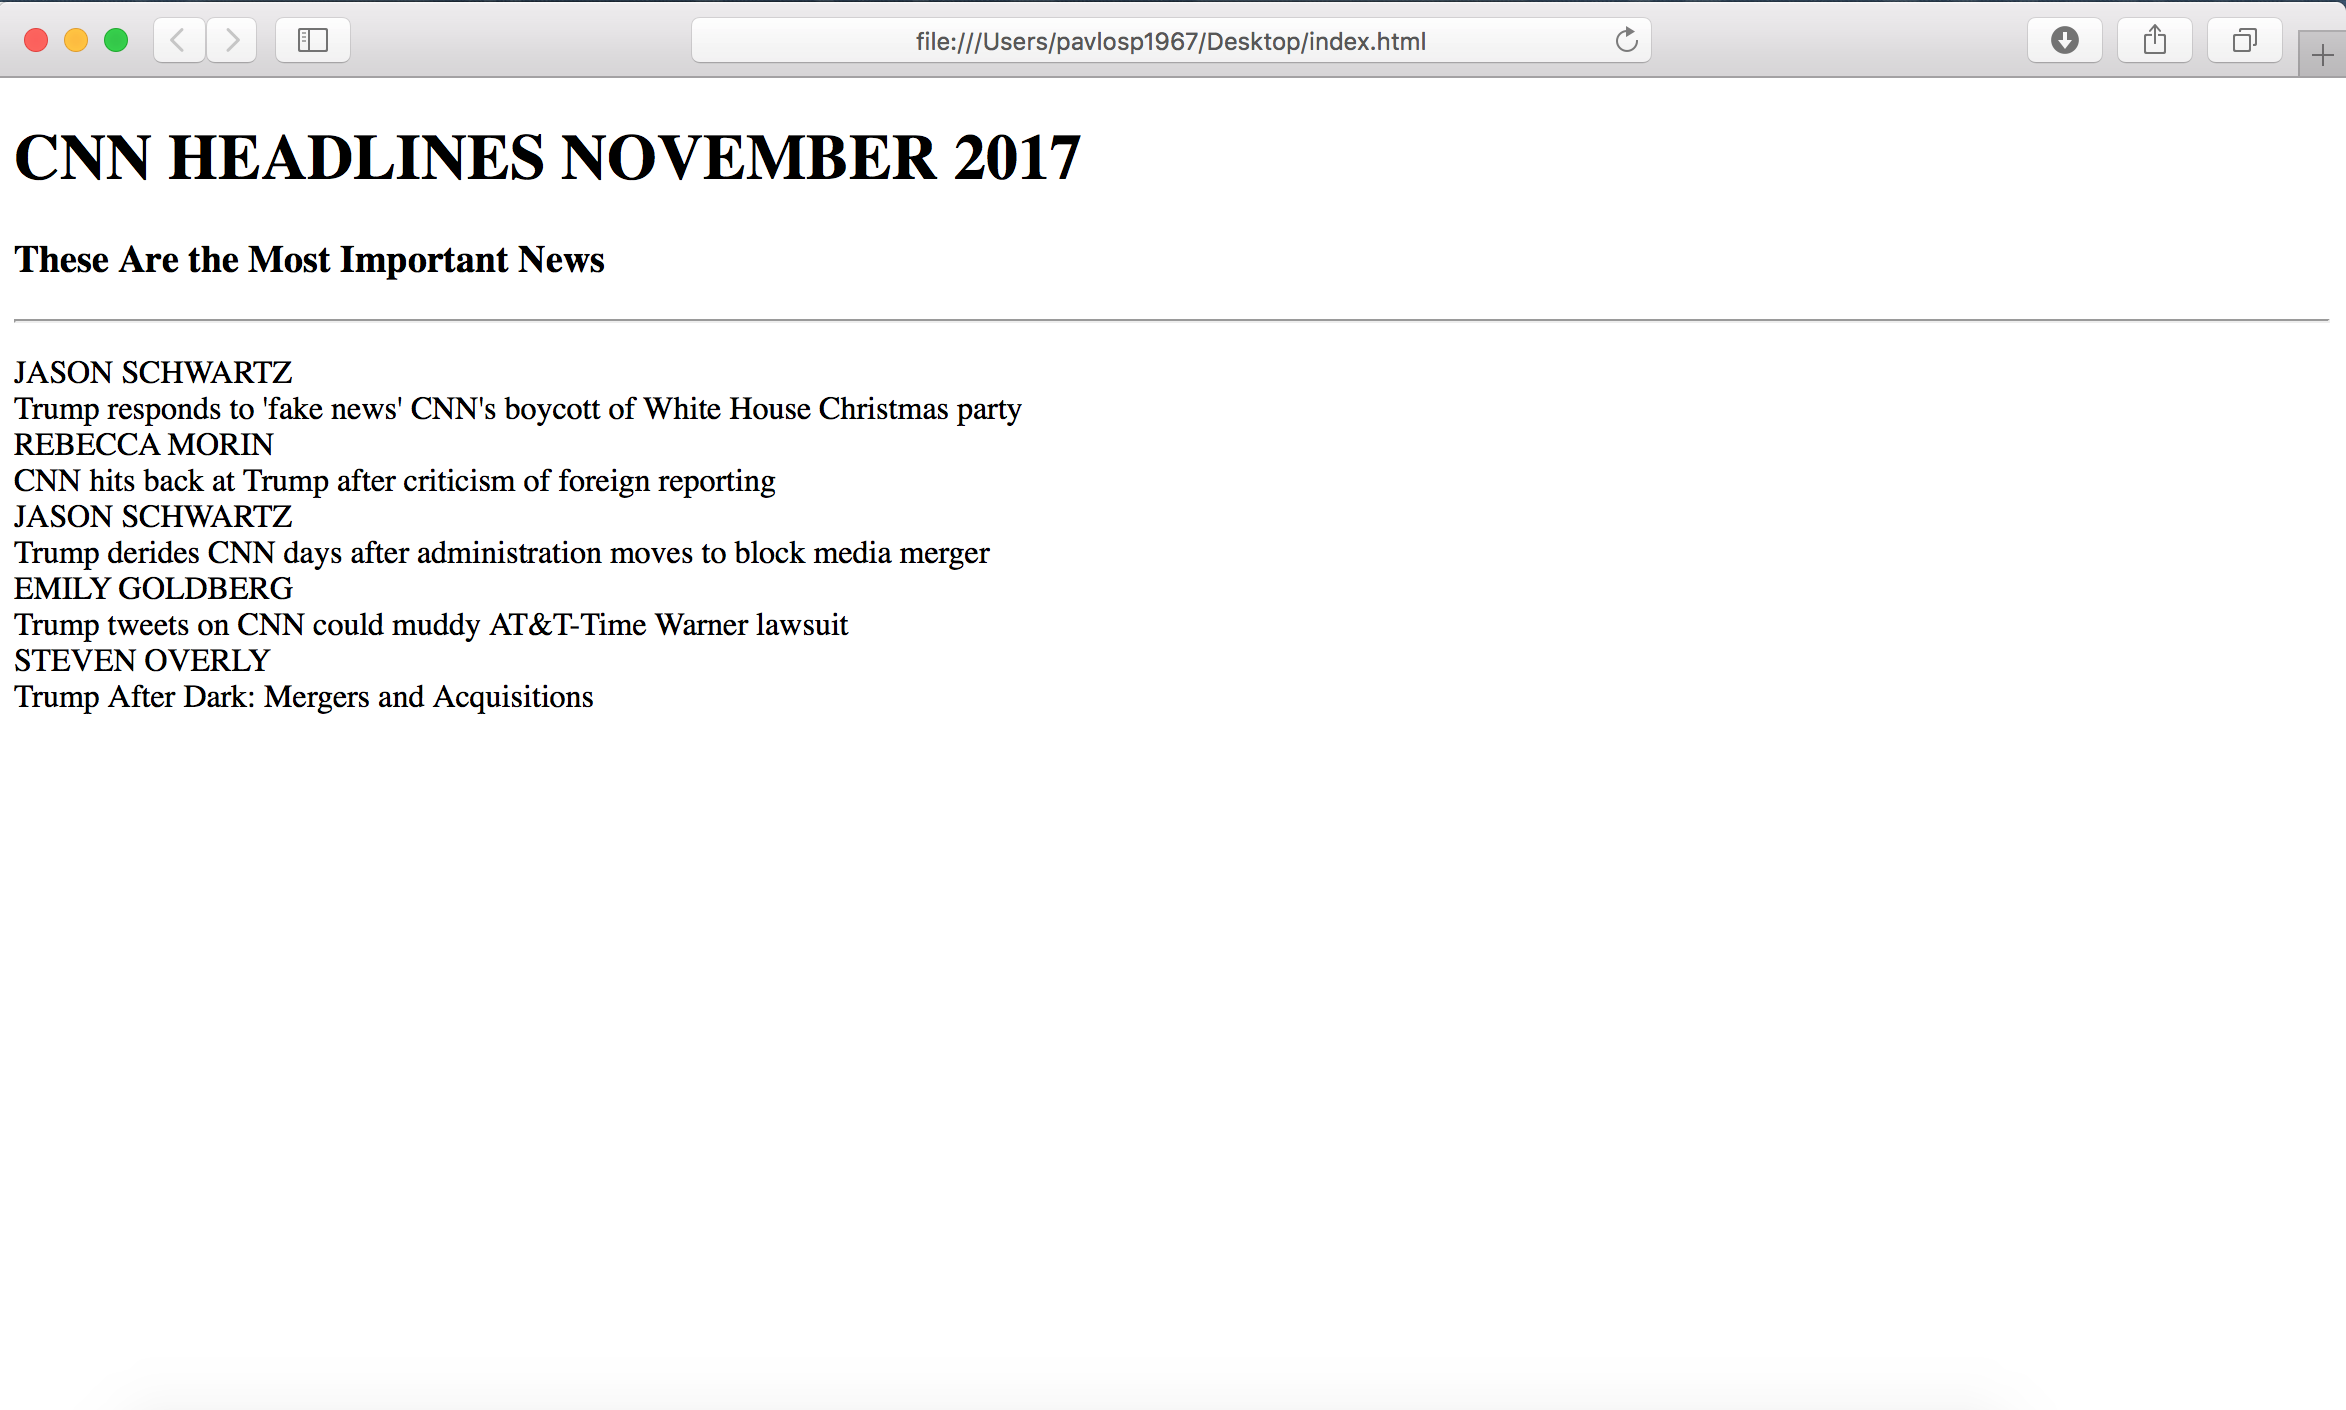 file:///Users/pavlosp1967/Desktop/index.html
CNN HEADLINES NOVEMBER 2017
These Are the Most Important News
JASON SCHWARTZ
Trump responds to 'fake news' CNN's boycott of White House Christmas party
REBECCA MORIN
CNN hits back at Trump after criticism of foreign reporting
JASON SCHWARTZ
Trump derides CNN days after administration moves to block media merger
EMILY GOLDBERG
Trump tweets on CNN could muddy AT&T-Time Warner lawsuit
STEVEN OVERLY
Trump After Dark: Mergers and Acquisitions